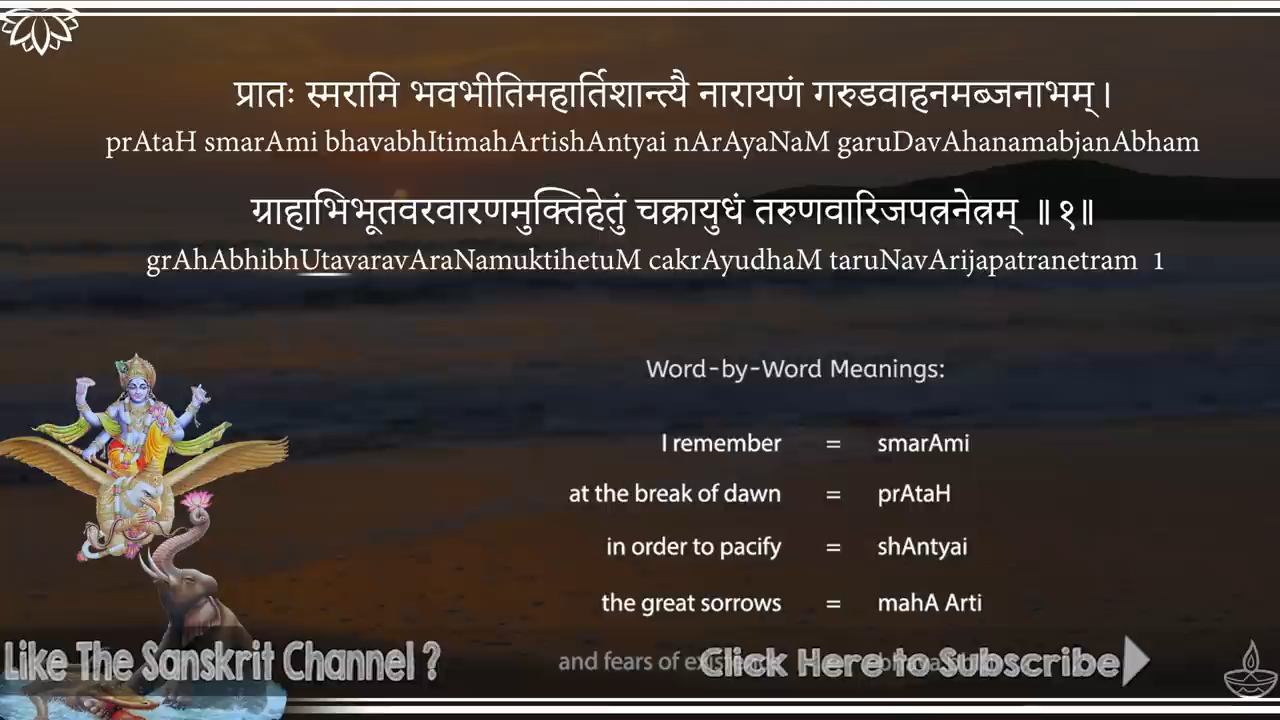 प्रातः स्मरामि भवभीतिमहार्तिशान्त्यै नारायणं गरुडवाहनमब्जनाभम् ।
prAtaH smarAmi bhavabhItimahArtishAntyai nArAyaNaM garuDavAhanamabjanAbham
ग्राहाभिभूतवरवारणमुक्तिहेतुं चक्रायुधं तरुणवारिजपत्रनेत्रम् ॥ १॥
grAhAbhibhUtavaravAraNamuktihetuM cakrAyudhaM taruNavArijapatranetram 1
Word-by-Word Meanings:
I remember = smarAmi
at the break of dawn = prAtaH
in order to pacify = shAntyai
the great sorrows = mahA Arti
and fears of
Like The Sanskrit Channel ?
Click Here to Subscribe